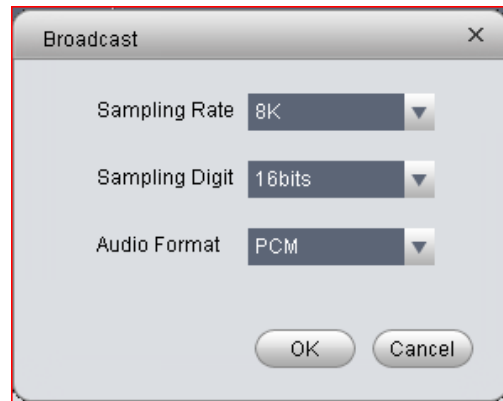 Broadcast
Sampling Rate 8K
Sampling Digit 16bits
Audio Format PCM
OK Cancel